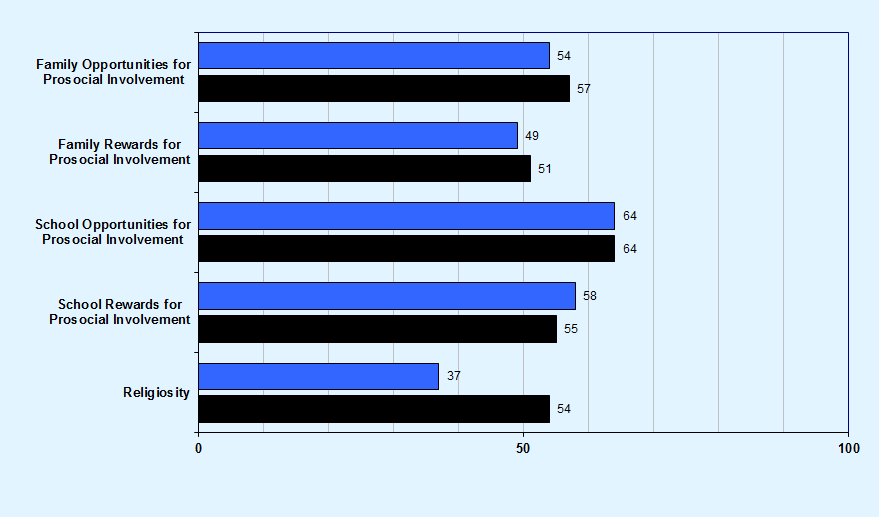 Family Opportunities for
Prosocial Involvement
54
57
Family Rewards for
Prosocial Involvement
49
51
School Opportunities for
Prosocial Involvement
64
64
School Rewards for
Prosocial Involvement
58
55
Religiosity
37
54
0 50 100